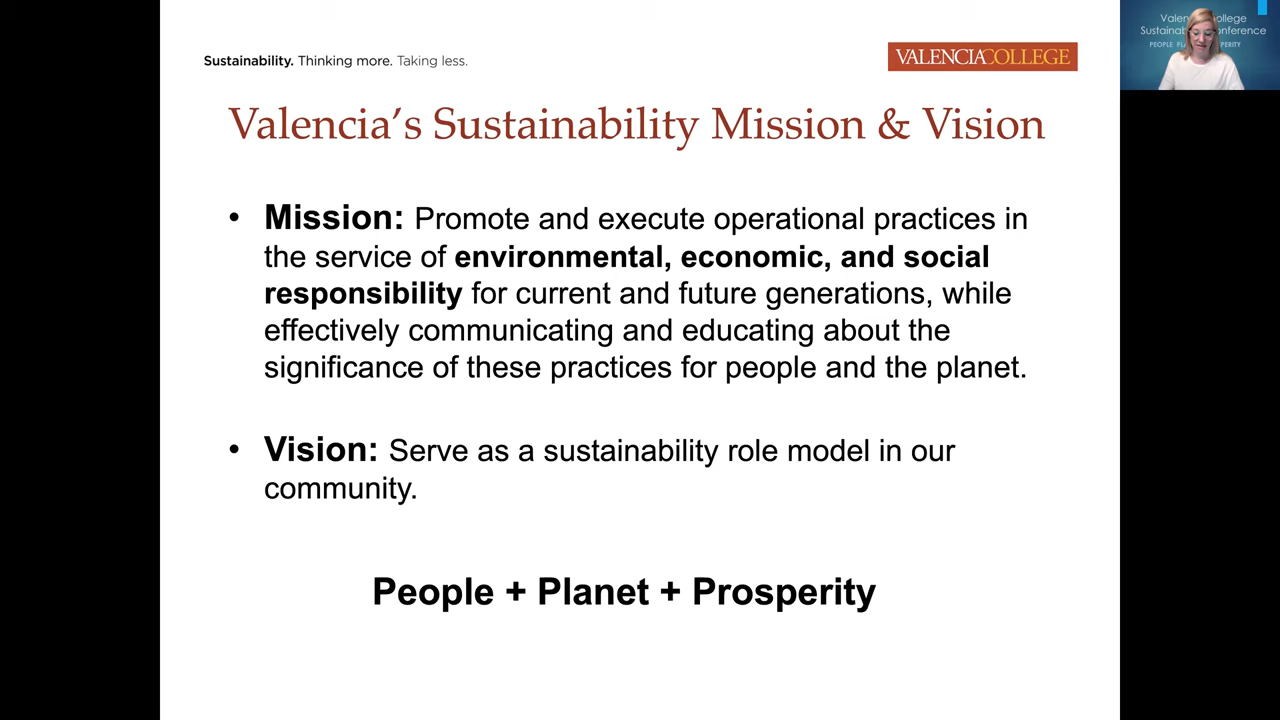 Sustainability. Thinking more. Taking less.
VALENCIACOLLEGE
Valencia's Sustainability Mission & Vision
• Mission: Promote and execute operational practices in
the service of environmental, economic, and social
responsibility for current and future generations, while
effectively communicating and educating about the
significance of these practices for people and the planet.
• Vision: Serve as a sustainability role model in our
community.
People + Planet + Prosperity
College
Conference
PEOPLE